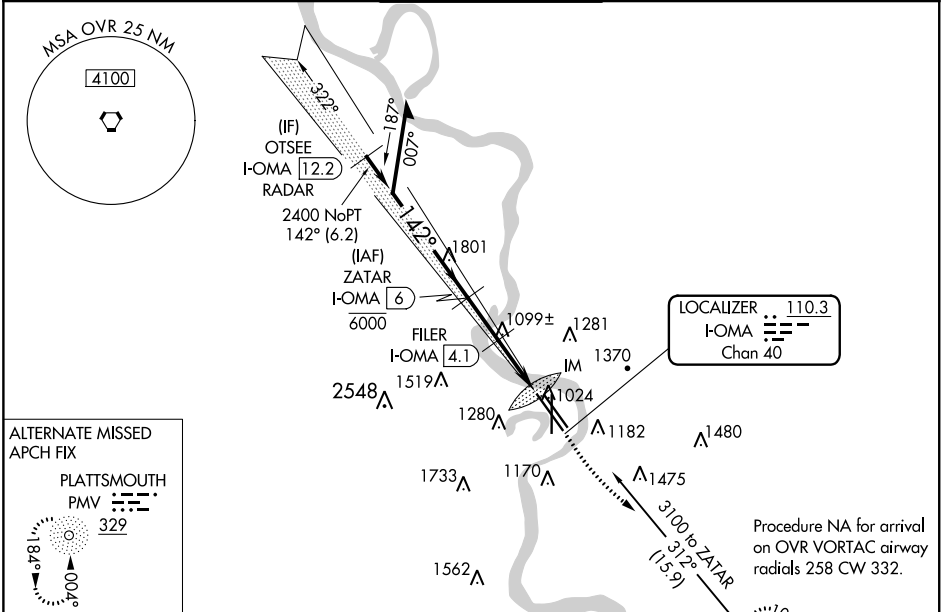 MSA OVR 25 NM
4100
322°
187°
007°
(IF)
OTSEE
I-OMA 12.2
RADAR
2400 NoPT
142° (6.2)
142°
1801
(IAF)
ZATAR
I-OMA 6
6000
FILER
I-OMA 4.1
1099±
1281
LOCALIZER 110.3
I-OMA
Chan 40
IM
1370
1519
2548
1024
1280
1182
1480
1733
1170
1475
3100 to ZATAR
312°
(15.9)
1562
Procedure NA for arrival
on OVR VORTAC airway
radials 258 CW 332.
ALTERNATE MISSED
APCH FIX
PLATTSMOUTH
PMV
329
184°
004°